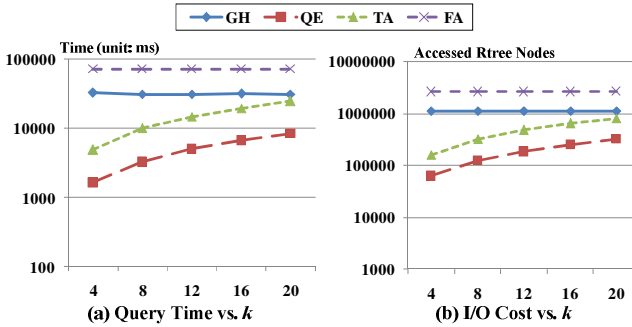 GH QE TA FA
Time (unit: ms)
100000
10000
1000
100
4 8 12 16 20
(a) Query Time vs. k
Accessed Rtree Nodes
10000000
1000000
100000
10000
1000
4 8 12 16 20
(b) I/O Cost vs. k